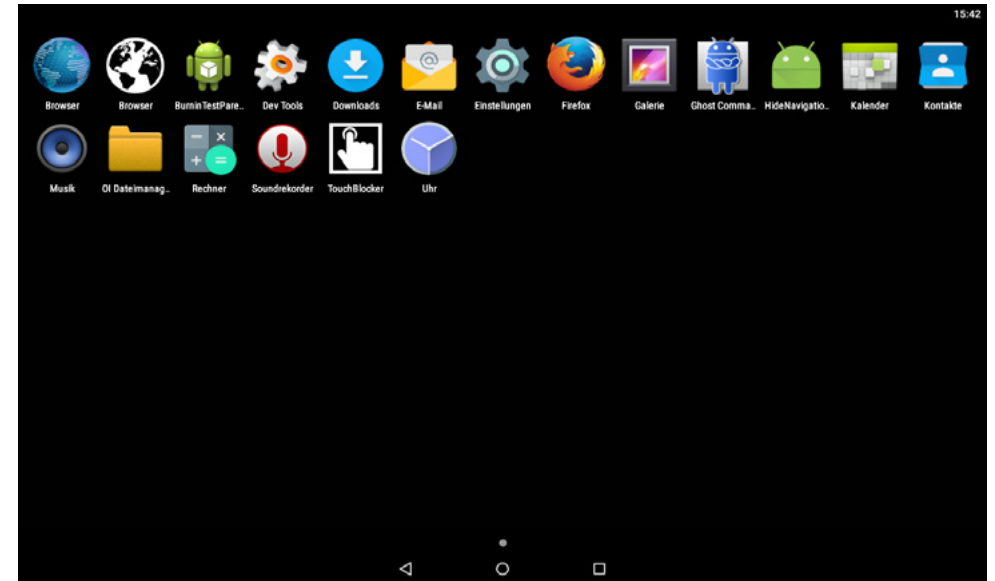 15:42
Browser Browser BurninTestPare.. Dev Tools Downloads E-Mail Einstellungen Firefox Galerie Ghost Comma.. HideNavigatio.. Kalender Kontakte
Musik OI Dateimanag.. Rechner Soundrekorder TouchBlocker Uhr